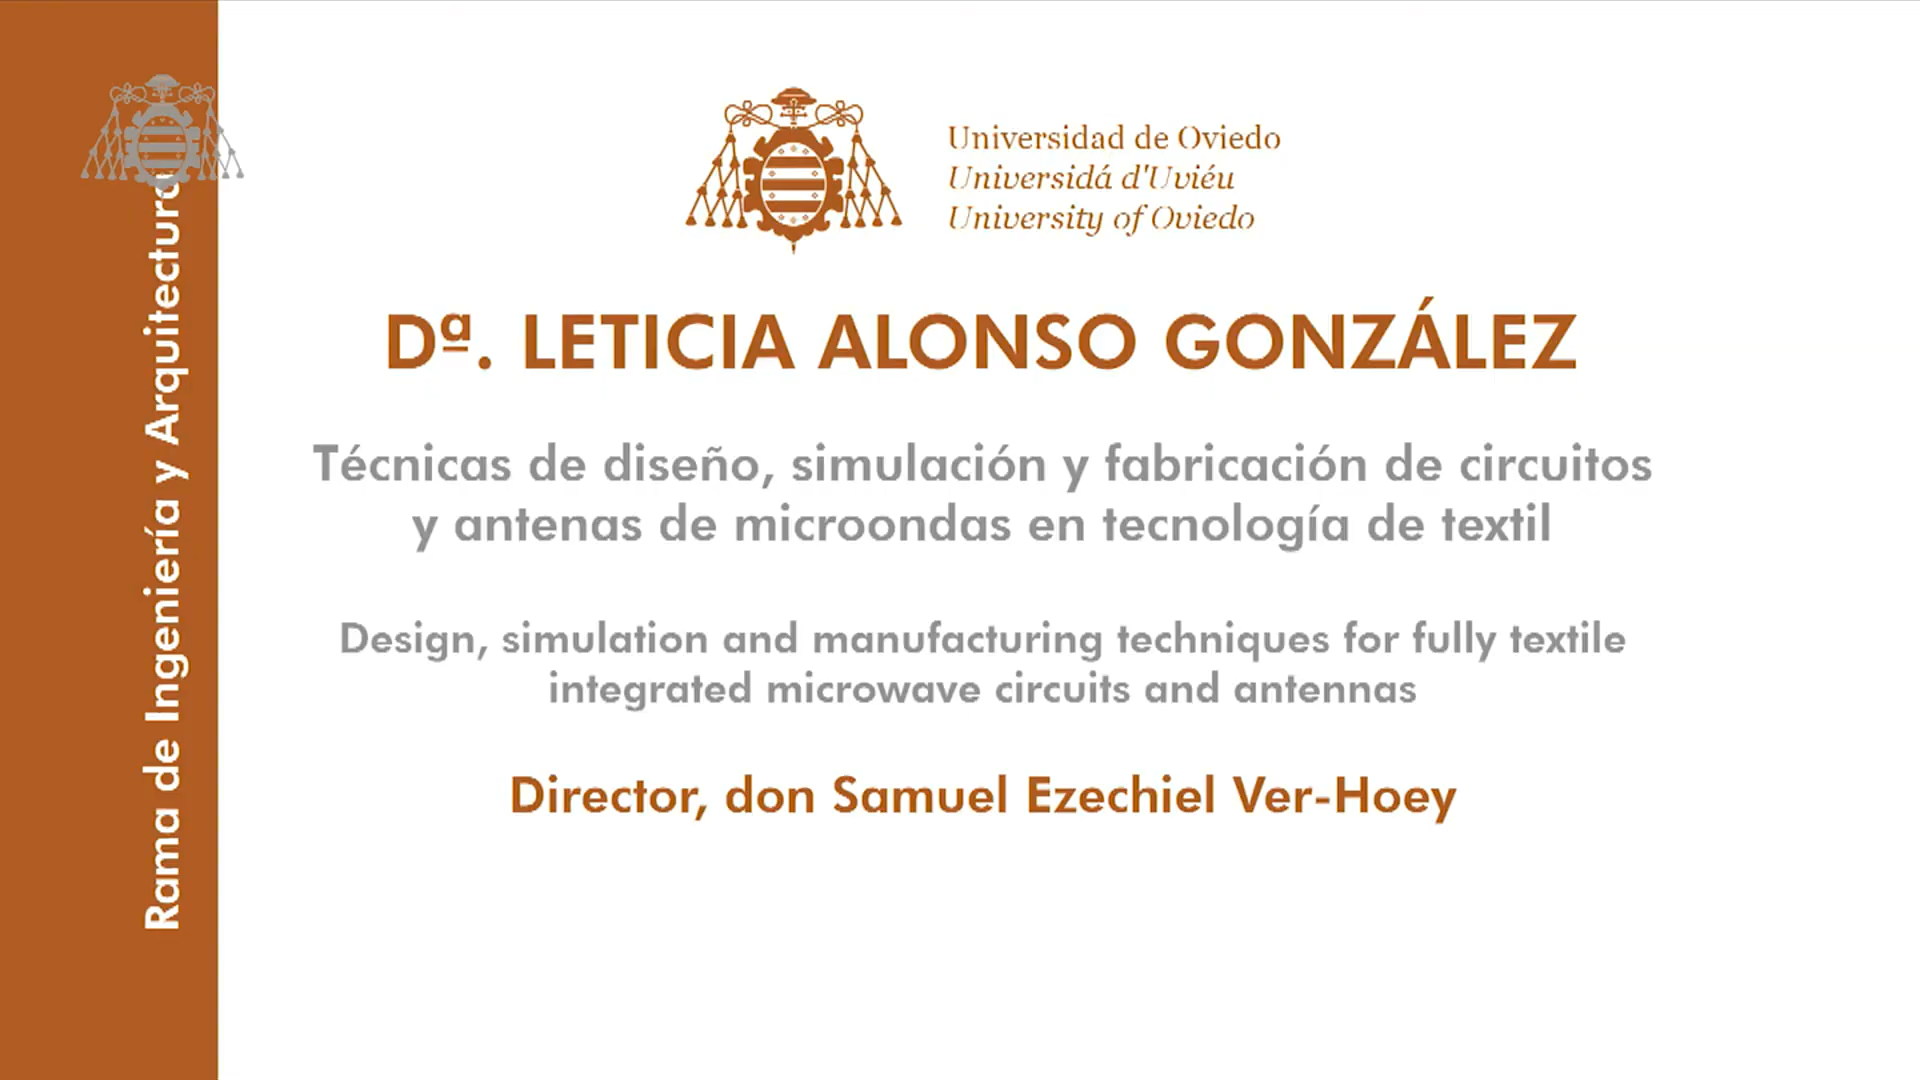 Rama de Ingeniería y Arquitectura
Universidad de Oviedo
Universidá d'Uviéu
University of Oviedo
Dª. LETICIA ALONSO GONZÁLEZ
Técnicas de diseño, simulación y fabricación de circuitos
y antenas de microondas en tecnología de textil
Design, simulation and manufacturing techniques for fully textile
integrated microwave circuits and antennas
Director, don Samuel Ezechiel Ver-Hoey